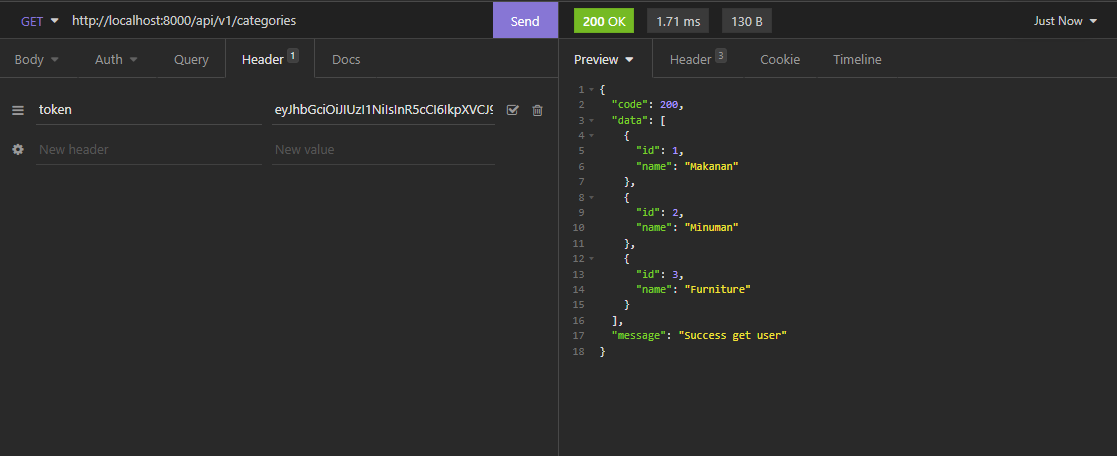 GET http://localhost:8000/api/v1/categories Send
200 OK 1.71 ms 130 B Just Now
Body Auth Query Header 1 Docs
Preview Header 3 Cookie Timeline
token eyJhbGciOiJIUzI1NiIsInR5cCI6IkpXVCJ9
New header New value
1 {
2 "code": 200,
3 "data": [
4 {
5 "id": 1,
6 "name": "Makanan"
7 },
8 {
9 "id": 2,
10 "name": "Minuman"
11 },
12 {
13 "id": 3,
14 "name": "Furniture"
15 }
16 ],
17 "message": "Success get user"
18 }